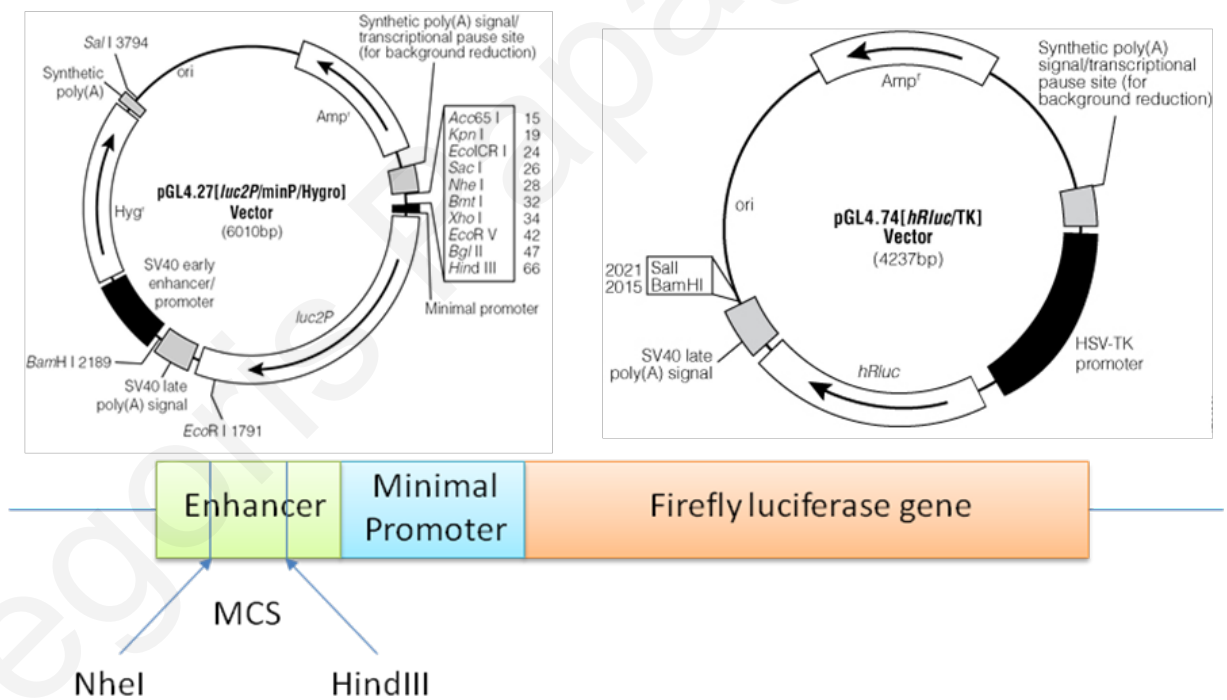 Synthetic poly(A) signal/
transcriptional pause site
(for background reduction)
Sal I 3794
ori
Synthetic
poly(A)
Ampʳ
Acc65 I 15
Kpn I 19
EcoICR I 24
Sac I 26
Nhe I 28
Bmt I 32
Xho I 34
EcoR V 42
Bgl II 47
Hind III 66
pGL4.27[luc2P/minP/Hygro]
Vector
(6010bp)
Hygʳ
SV40 early
enhancer/
promoter
Minimal promoter
luc2P
BamH I 2189
SV40 late
poly(A) signal
EcoR I 1791
Ampʳ
Synthetic poly(A)
signal/transcriptional
pause site (for
background reduction)
ori
pGL4.74[hRluc/TK]
Vector
(4237bp)
2021 SalI
2015 BamHI
HSV-TK
promoter
SV40 late
poly(A) signal
hRluc
Enhancer
Minimal
Promoter
Firefly luciferase gene
MCS
NheI
HindIII